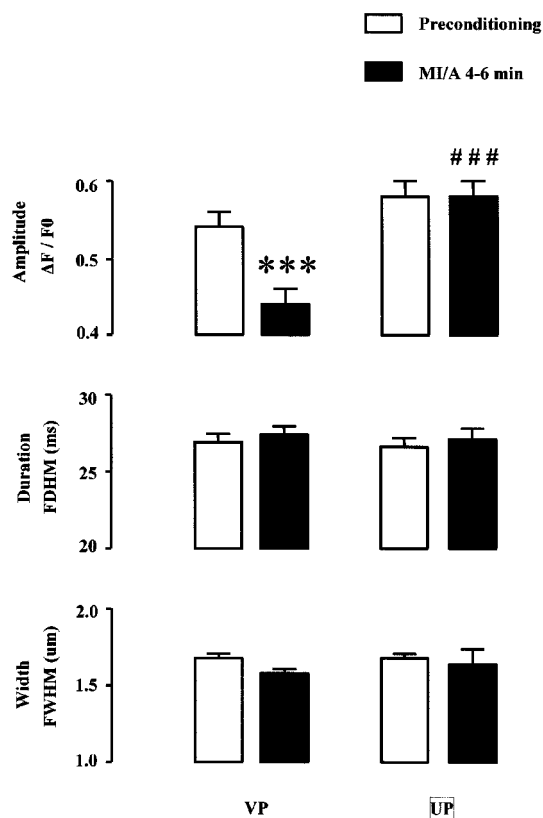 Preconditioning
MI/A 4-6 min
# # #
0.6
Amplitude
ΔF / F0
0.5
***
0.4
30
Duration
FDHM (ms)
25
20
2.0
Width
FWHM (um)
1.5
1.0
VP UP